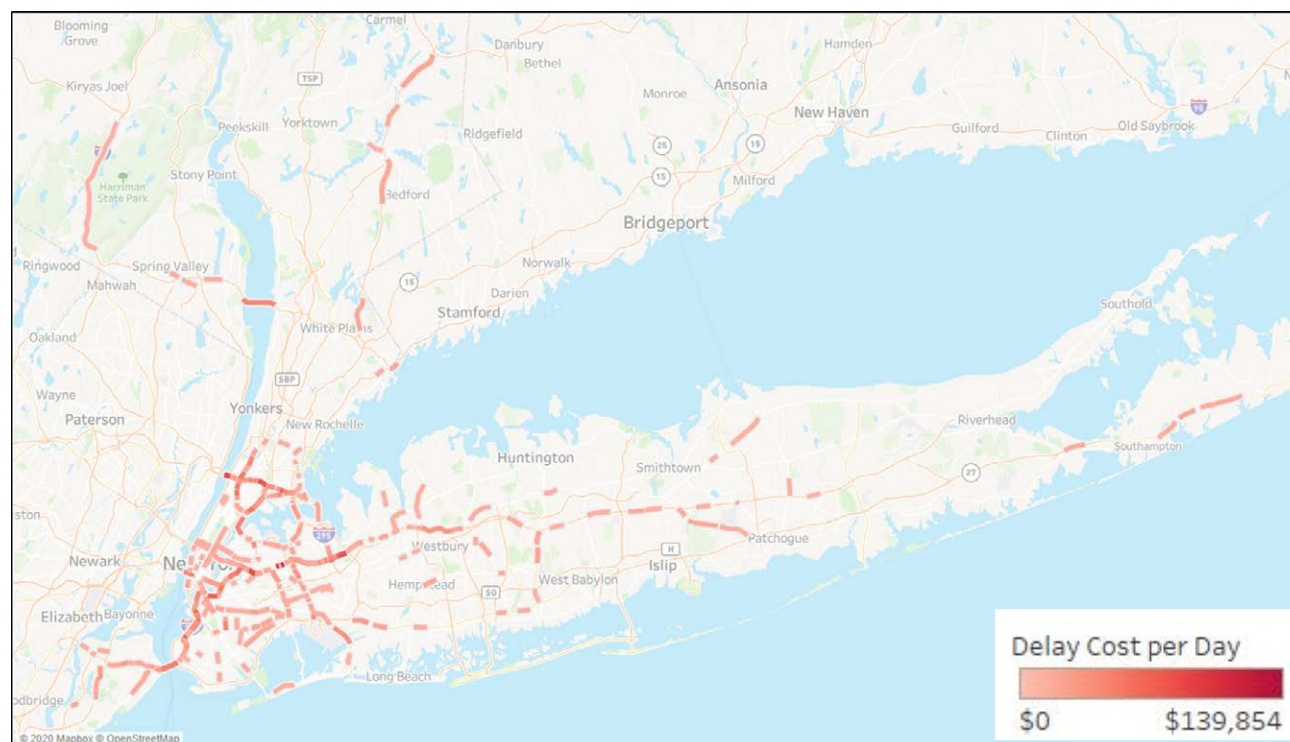 Blooming
Grove
Carmel
Danbury
Bethel
Hamden
Kiryas Joel
TSP
Monroe
Ansonia
Peekskill
Yorktown
Ridgefield
New Haven
Guilford
Clinton
Old Saybrook
95
25
15
15
Milford
Harriman
State Park
Stony Point
Bedford
Bridgeport
Ringwood
Spring Valley
Mahwah
15
Norwalk
Darien
Stamford
Southold
Oakland
White Plains
SBP
Wayne
Paterson
Yonkers
New Rochelle
Riverhead
Southampton
Huntington
Smithtown
27
295
Westbury
Newark
Patchogue
Hempstead
SO
West Babylon
Islip
H
Elizabeth
Bayonne
Long Beach
Delay Cost per Day
$0 $139,854
© 2020 Mapbox © OpenStreetMap